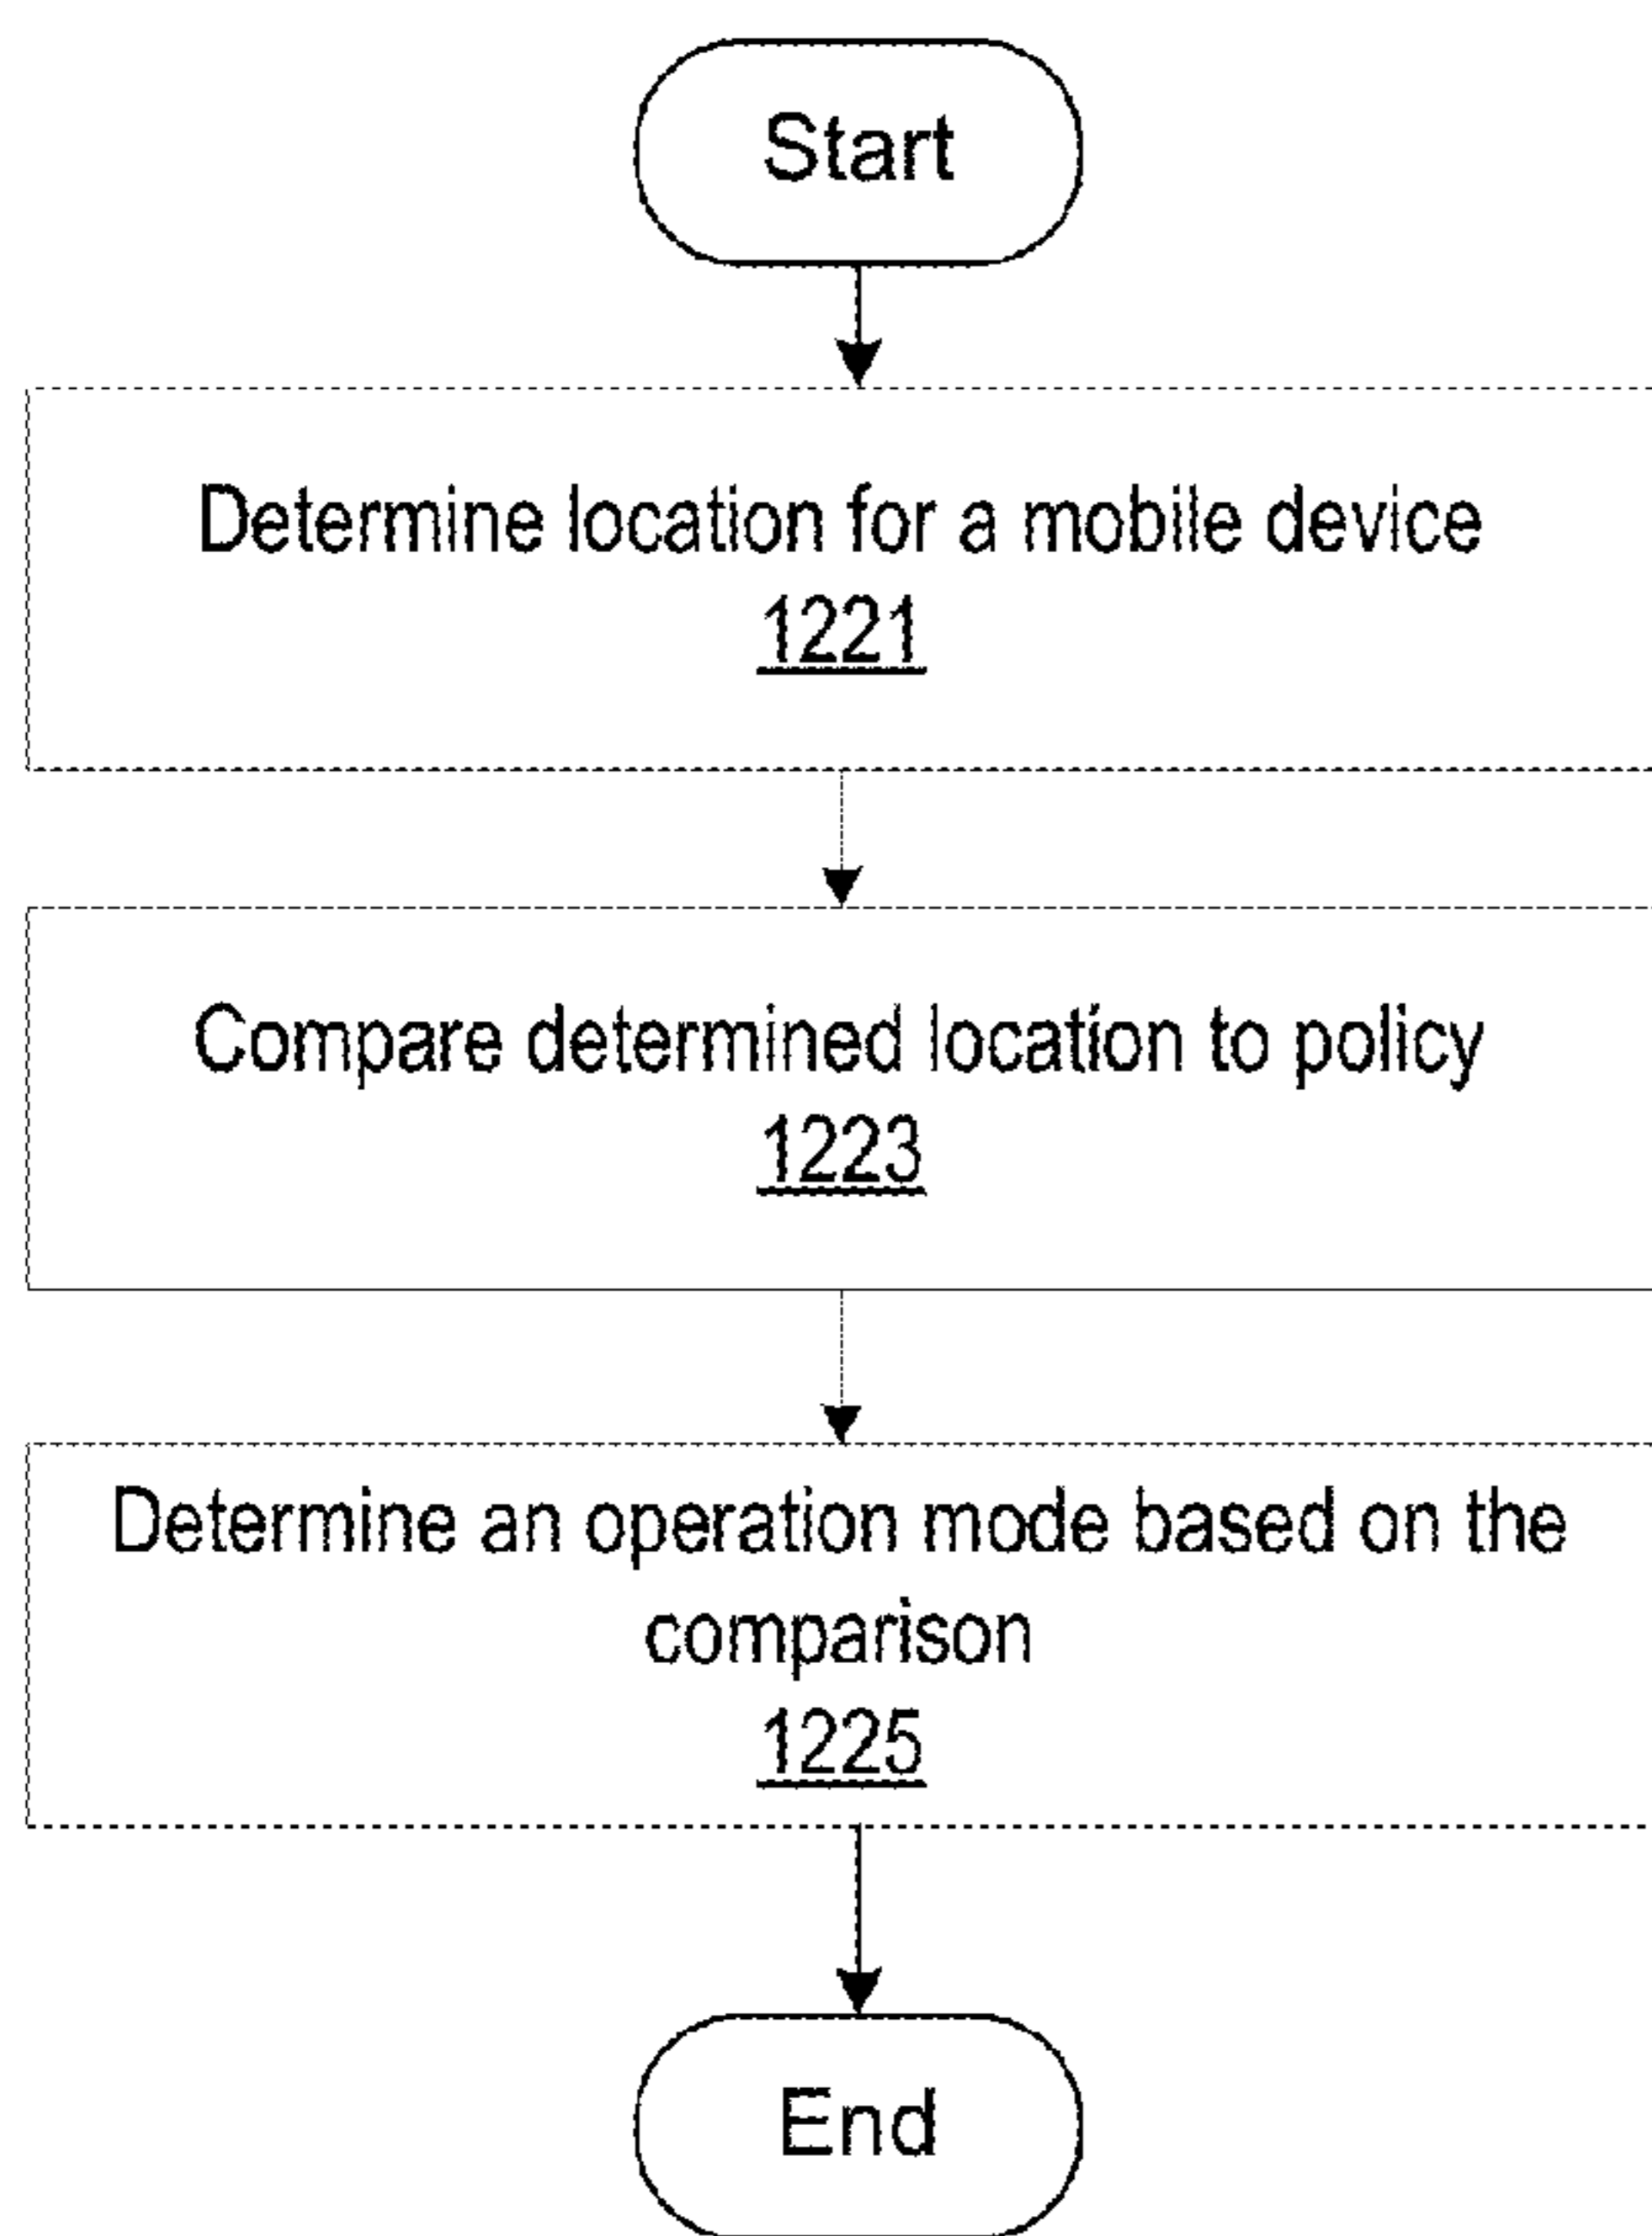 Start
Determine location for a mobile device
1221
Compare determined location to policy
1223
Determine an operation mode based on the
comparison
1225
End